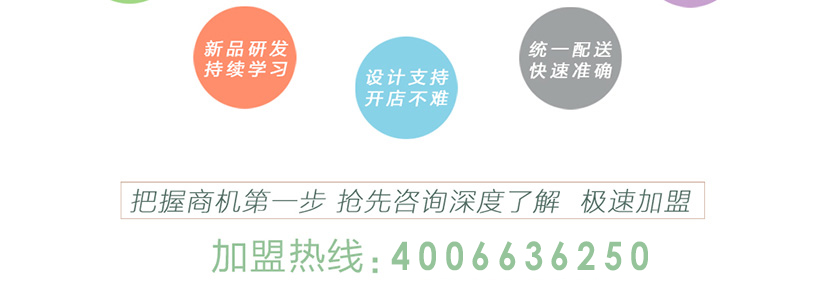 新品研发
持续学习
设计支持
开店不难
统一配送
快速准确
把握商机第一步 抢先咨询深度了解 极速加盟
加盟热线：4006636250